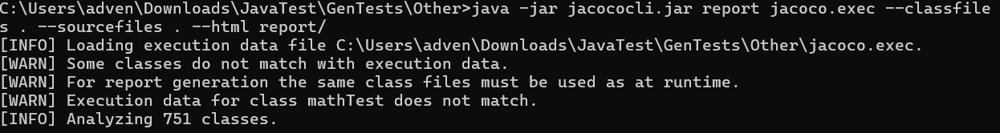 C:\Users\adven\Downloads\JavaTest\GenTests\Other>java -jar jacococli.jar report jacoco.exec --classfile
s . --sourcefiles . --html report/
[INFO] Loading execution data file C:\Users\adven\Downloads\JavaTest\GenTests\Other\jacoco.exec.
[WARN] Some classes do not match with execution data.
[WARN] For report generation the same class files must be used as at runtime.
[WARN] Execution data for class mathTest does not match.
[INFO] Analyzing 751 classes.